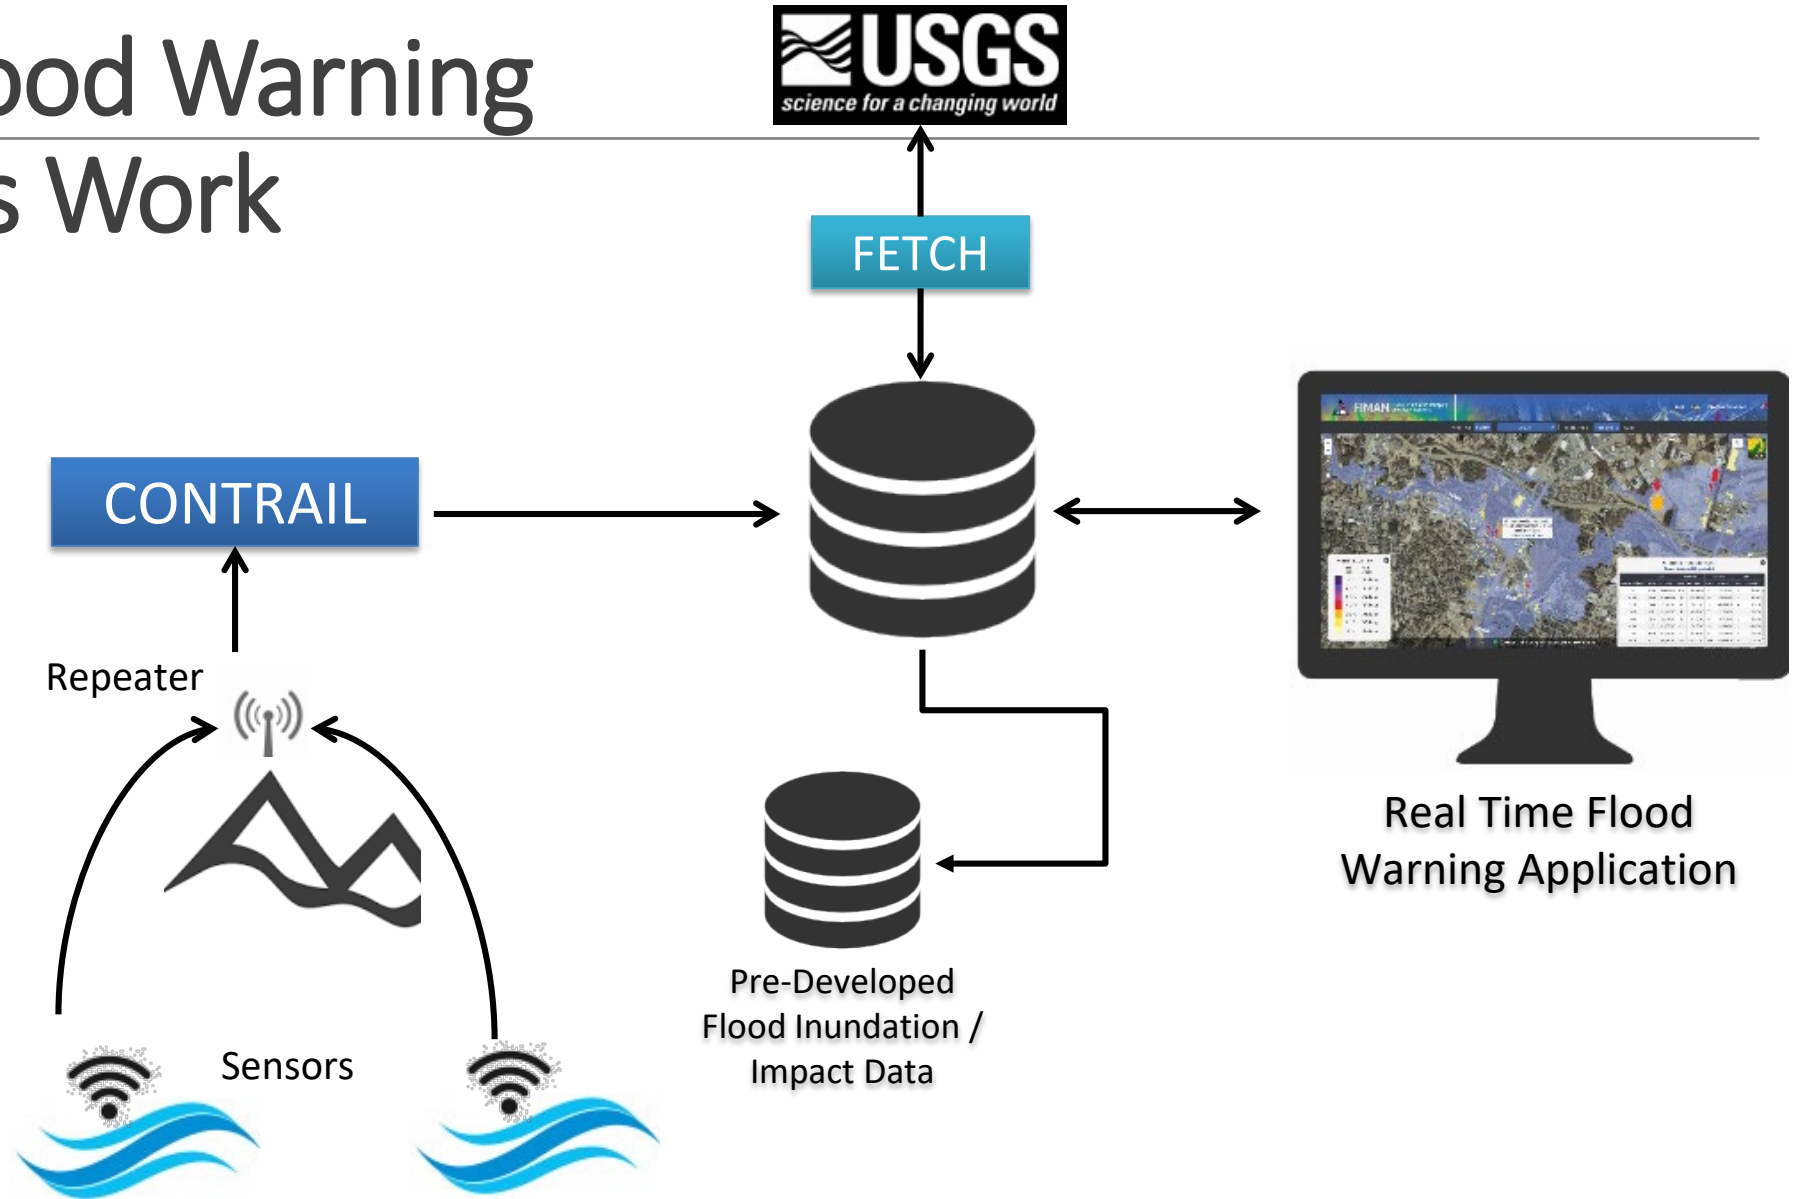 ood Warning
s Work
USGS
science for a changing world
FETCH
CONTRAIL
FIMAN
Repeater
Real Time Flood
Warning Application
Pre-Developed
Flood Inundation /
Impact Data
Sensors